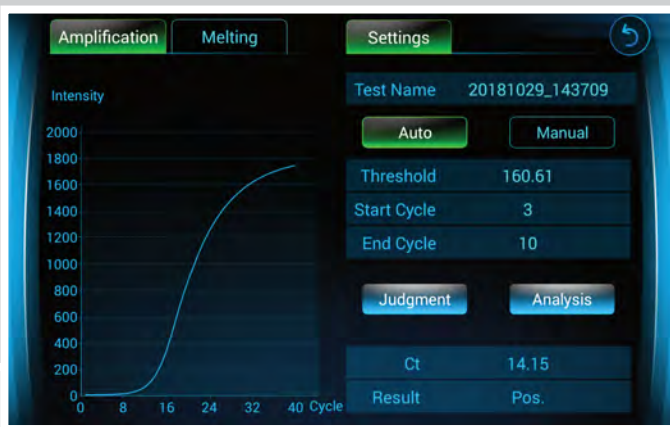 Amplification Melting Settings
Intensity
Test Name 20181029_143709
2000
1800
1600
1400
1200
1000
800
600
400
200
0
0 8 16 24 32 40 Cycle
Auto Manual
Threshold 160.61
Start Cycle 3
End Cycle 10
Judgment Analysis
Ct 14.15
Result Pos.